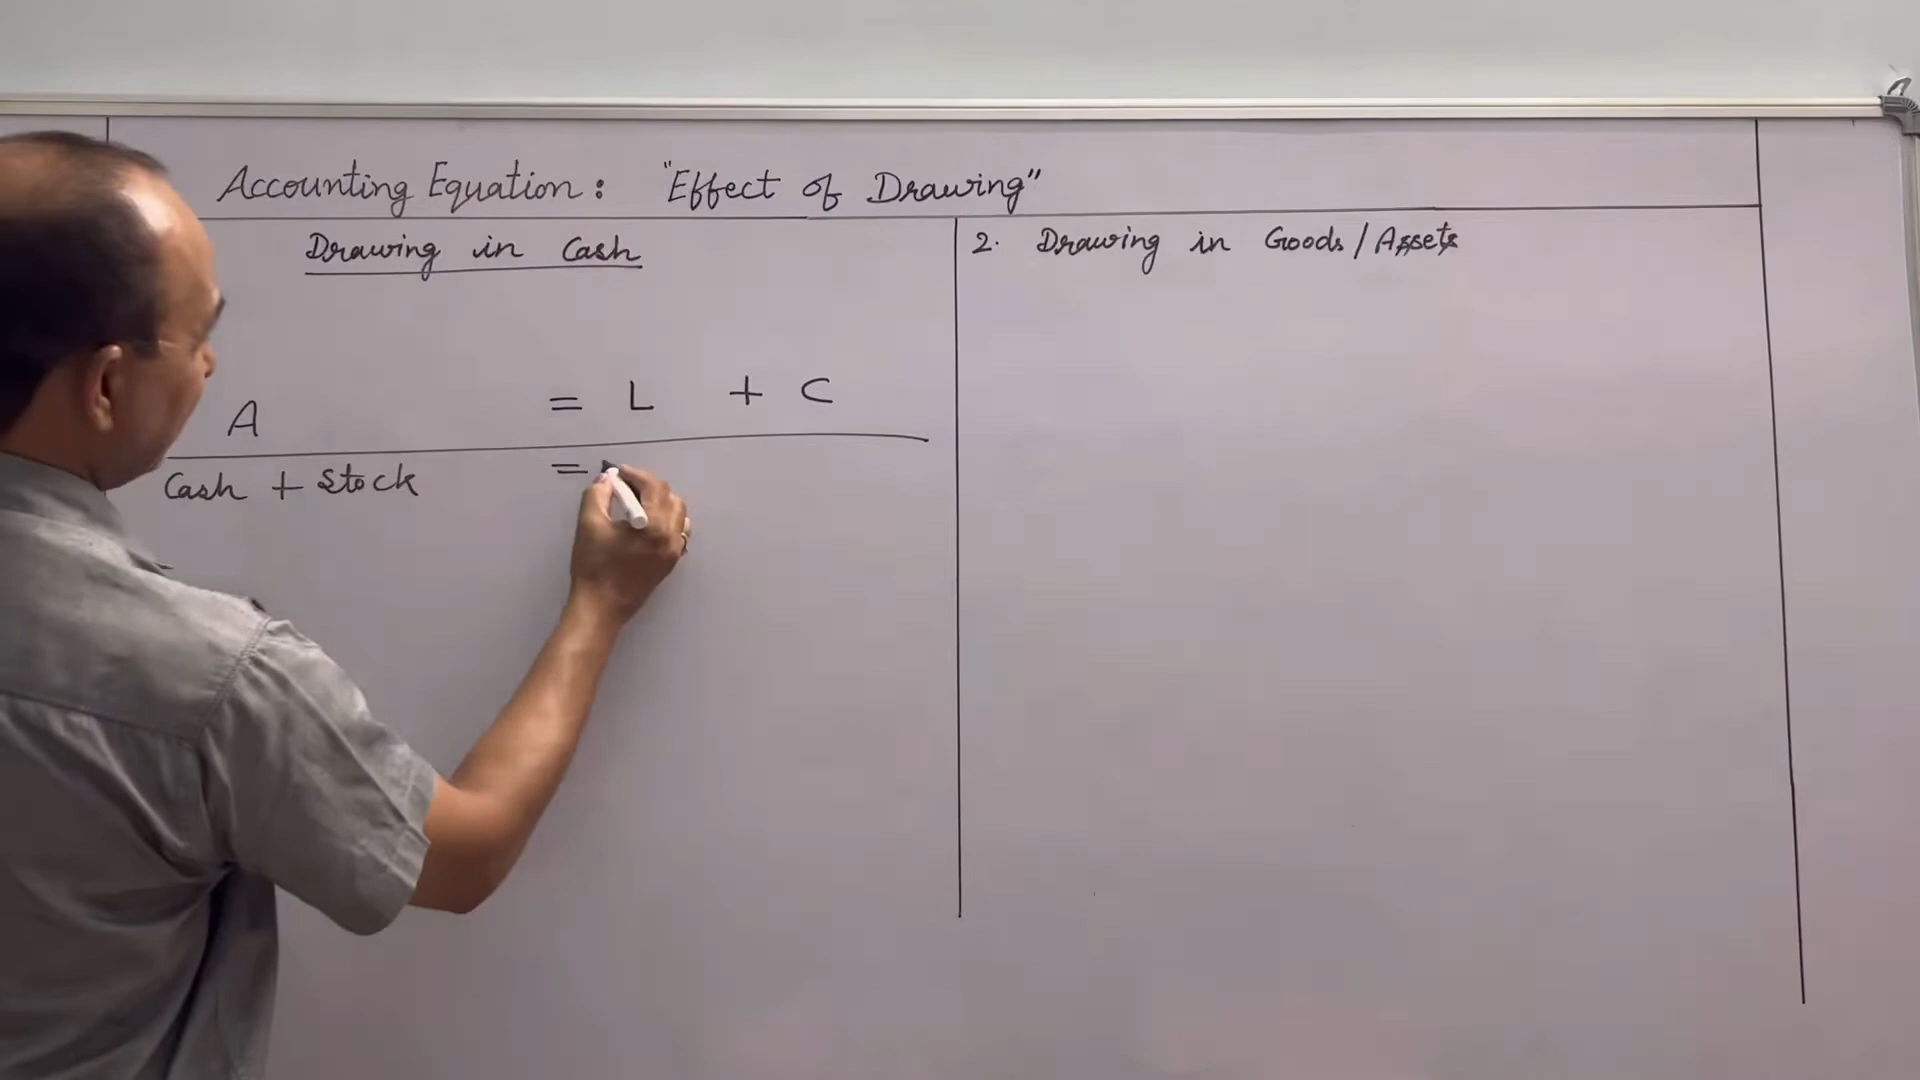 Accounting Equation: "Effect of Drawing"
Drawing in Cash
A = L + C
Cash + Stock =
2. Drawing in Goods/Assets